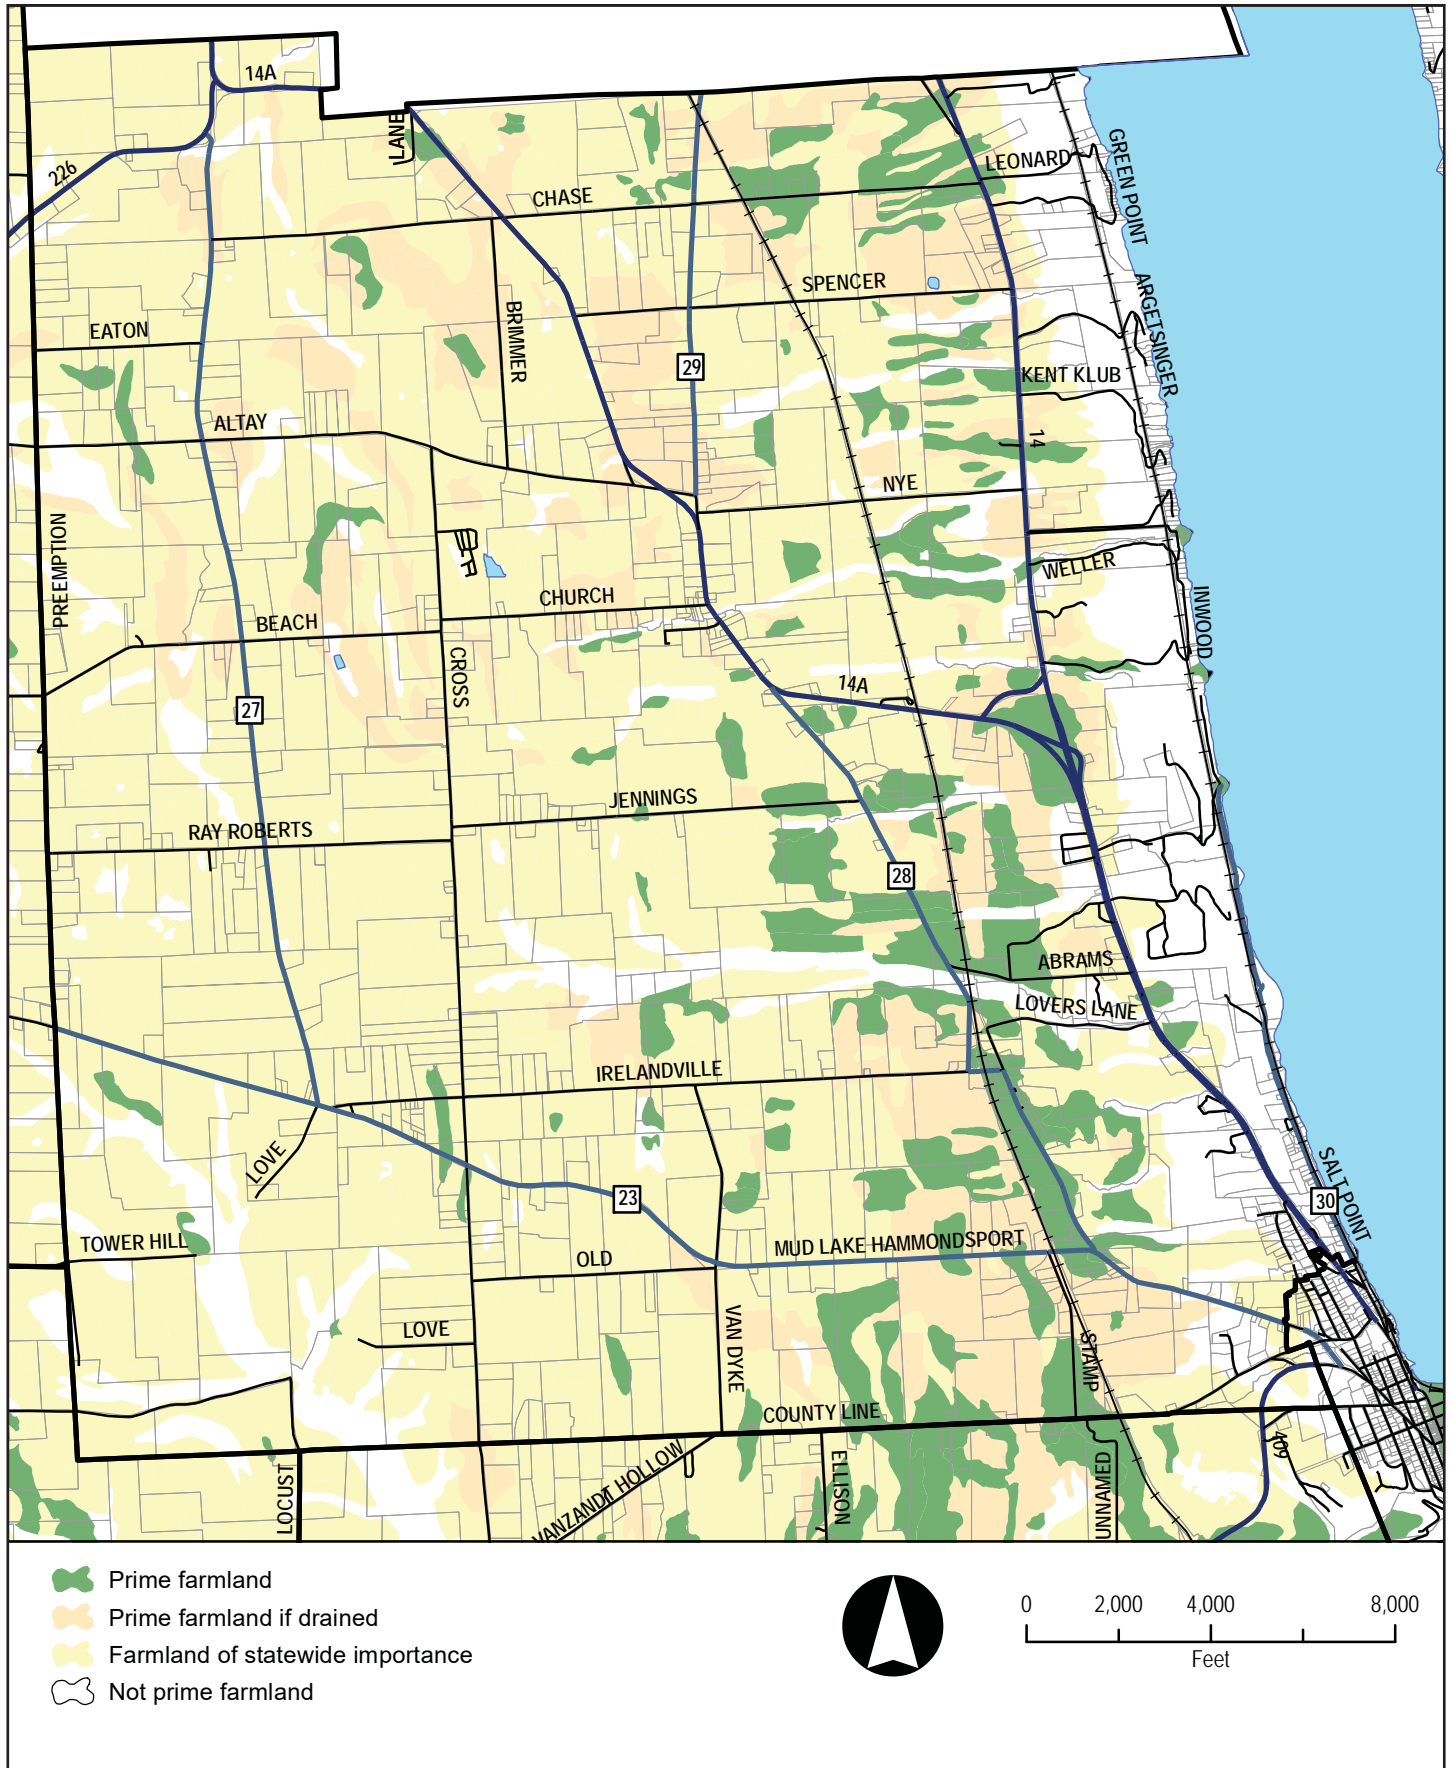 14A
LANE
226
CHASE
LEONARD
GREEN POINT
SPENCER
ARGETSINGER
EATON
BRIMMER
29
KENT KLUB
ALTAY
14
NYE
PREEMPTION
WELLER
CHURCH
INWOOD
BEACH
CROSS
14A
27
JENNINGS
RAY ROBERTS
28
ABRAMS
LOVERS LANE
IRELANDVILLE
LOVE
SALT POINT
23
30
TOWER HILL
MUD LAKE HAMMONDSPORT
OLD
LOVE
VAN DYKE
STAMP
COUNTY LINE
409
LOCUST
VANZANDT HOLLOW
ELLISON
UNNAMED
Prime farmland
Prime farmland if drained
Farmland of statewide importance
Not prime farmland
0 2,000 4,000 8,000
Feet